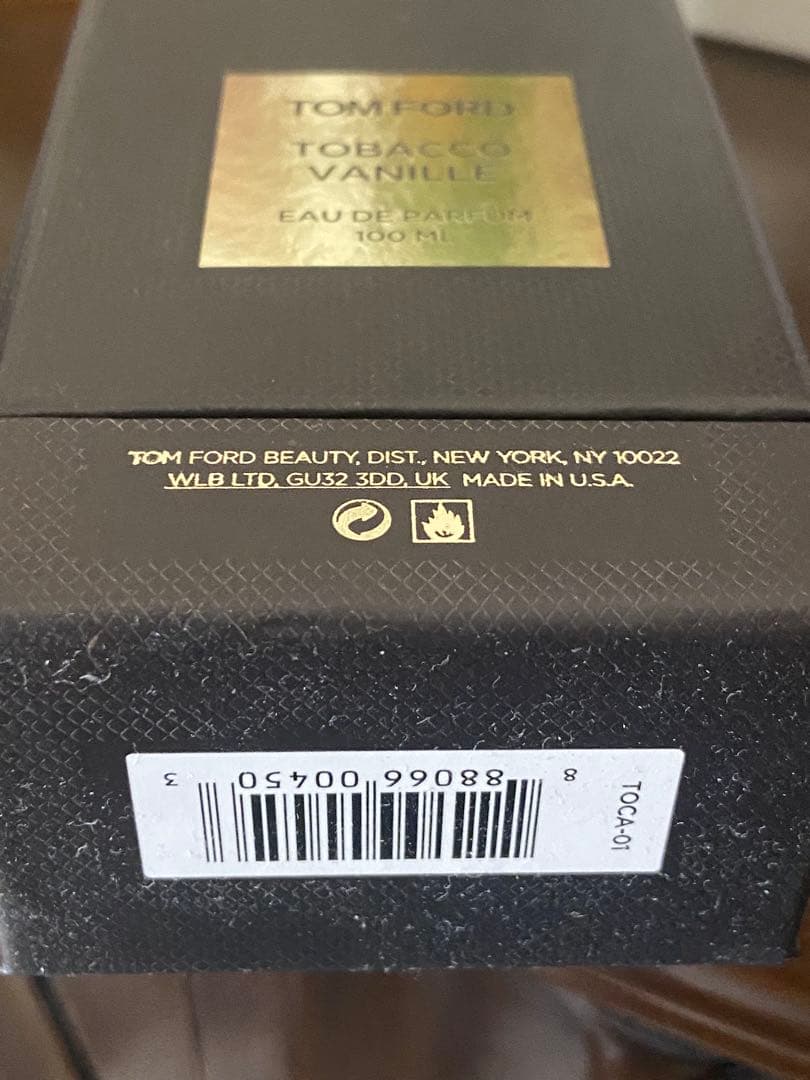 TOM FORD
TOBACCO
VANILLE
EAU DE PARFUM
100 ML
TOM FORD BEAUTY, DIST., NEW YORK, NY 10022
WLB LTD, GU32 3DD, UK MADE IN U.S.A.
TOCA-01
8 88066 00450 3